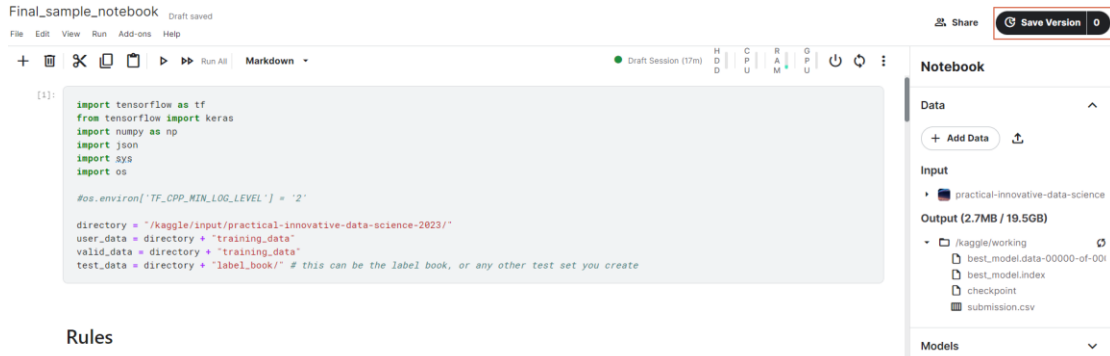 Final_sample_notebook Draft saved
File Edit View Run Add-ons Help
Share
Save Version 0
Run All Markdown
Draft Session (17m) HDD CPU RAM GPU
[1]:
import tensorflow as tf
from tensorflow import keras
import numpy as np
import json
import sys
import os
#os.environ['TF_CPP_MIN_LOG_LEVEL'] = '2'
directory = "/kaggle/input/practical-innovative-data-science-2023/"
user_data = directory + "training_data"
valid_data = directory + "training_data"
test_data = directory + "label_book/" # this can be the label book, or any other test set you create
Rules
Notebook
Data
+ Add Data
Input
practical-innovative-data-science
Output (2.7MB / 19.5GB)
/kaggle/working
best_model.data-00000-of-00
best_model.index
checkpoint
submission.csv
Models